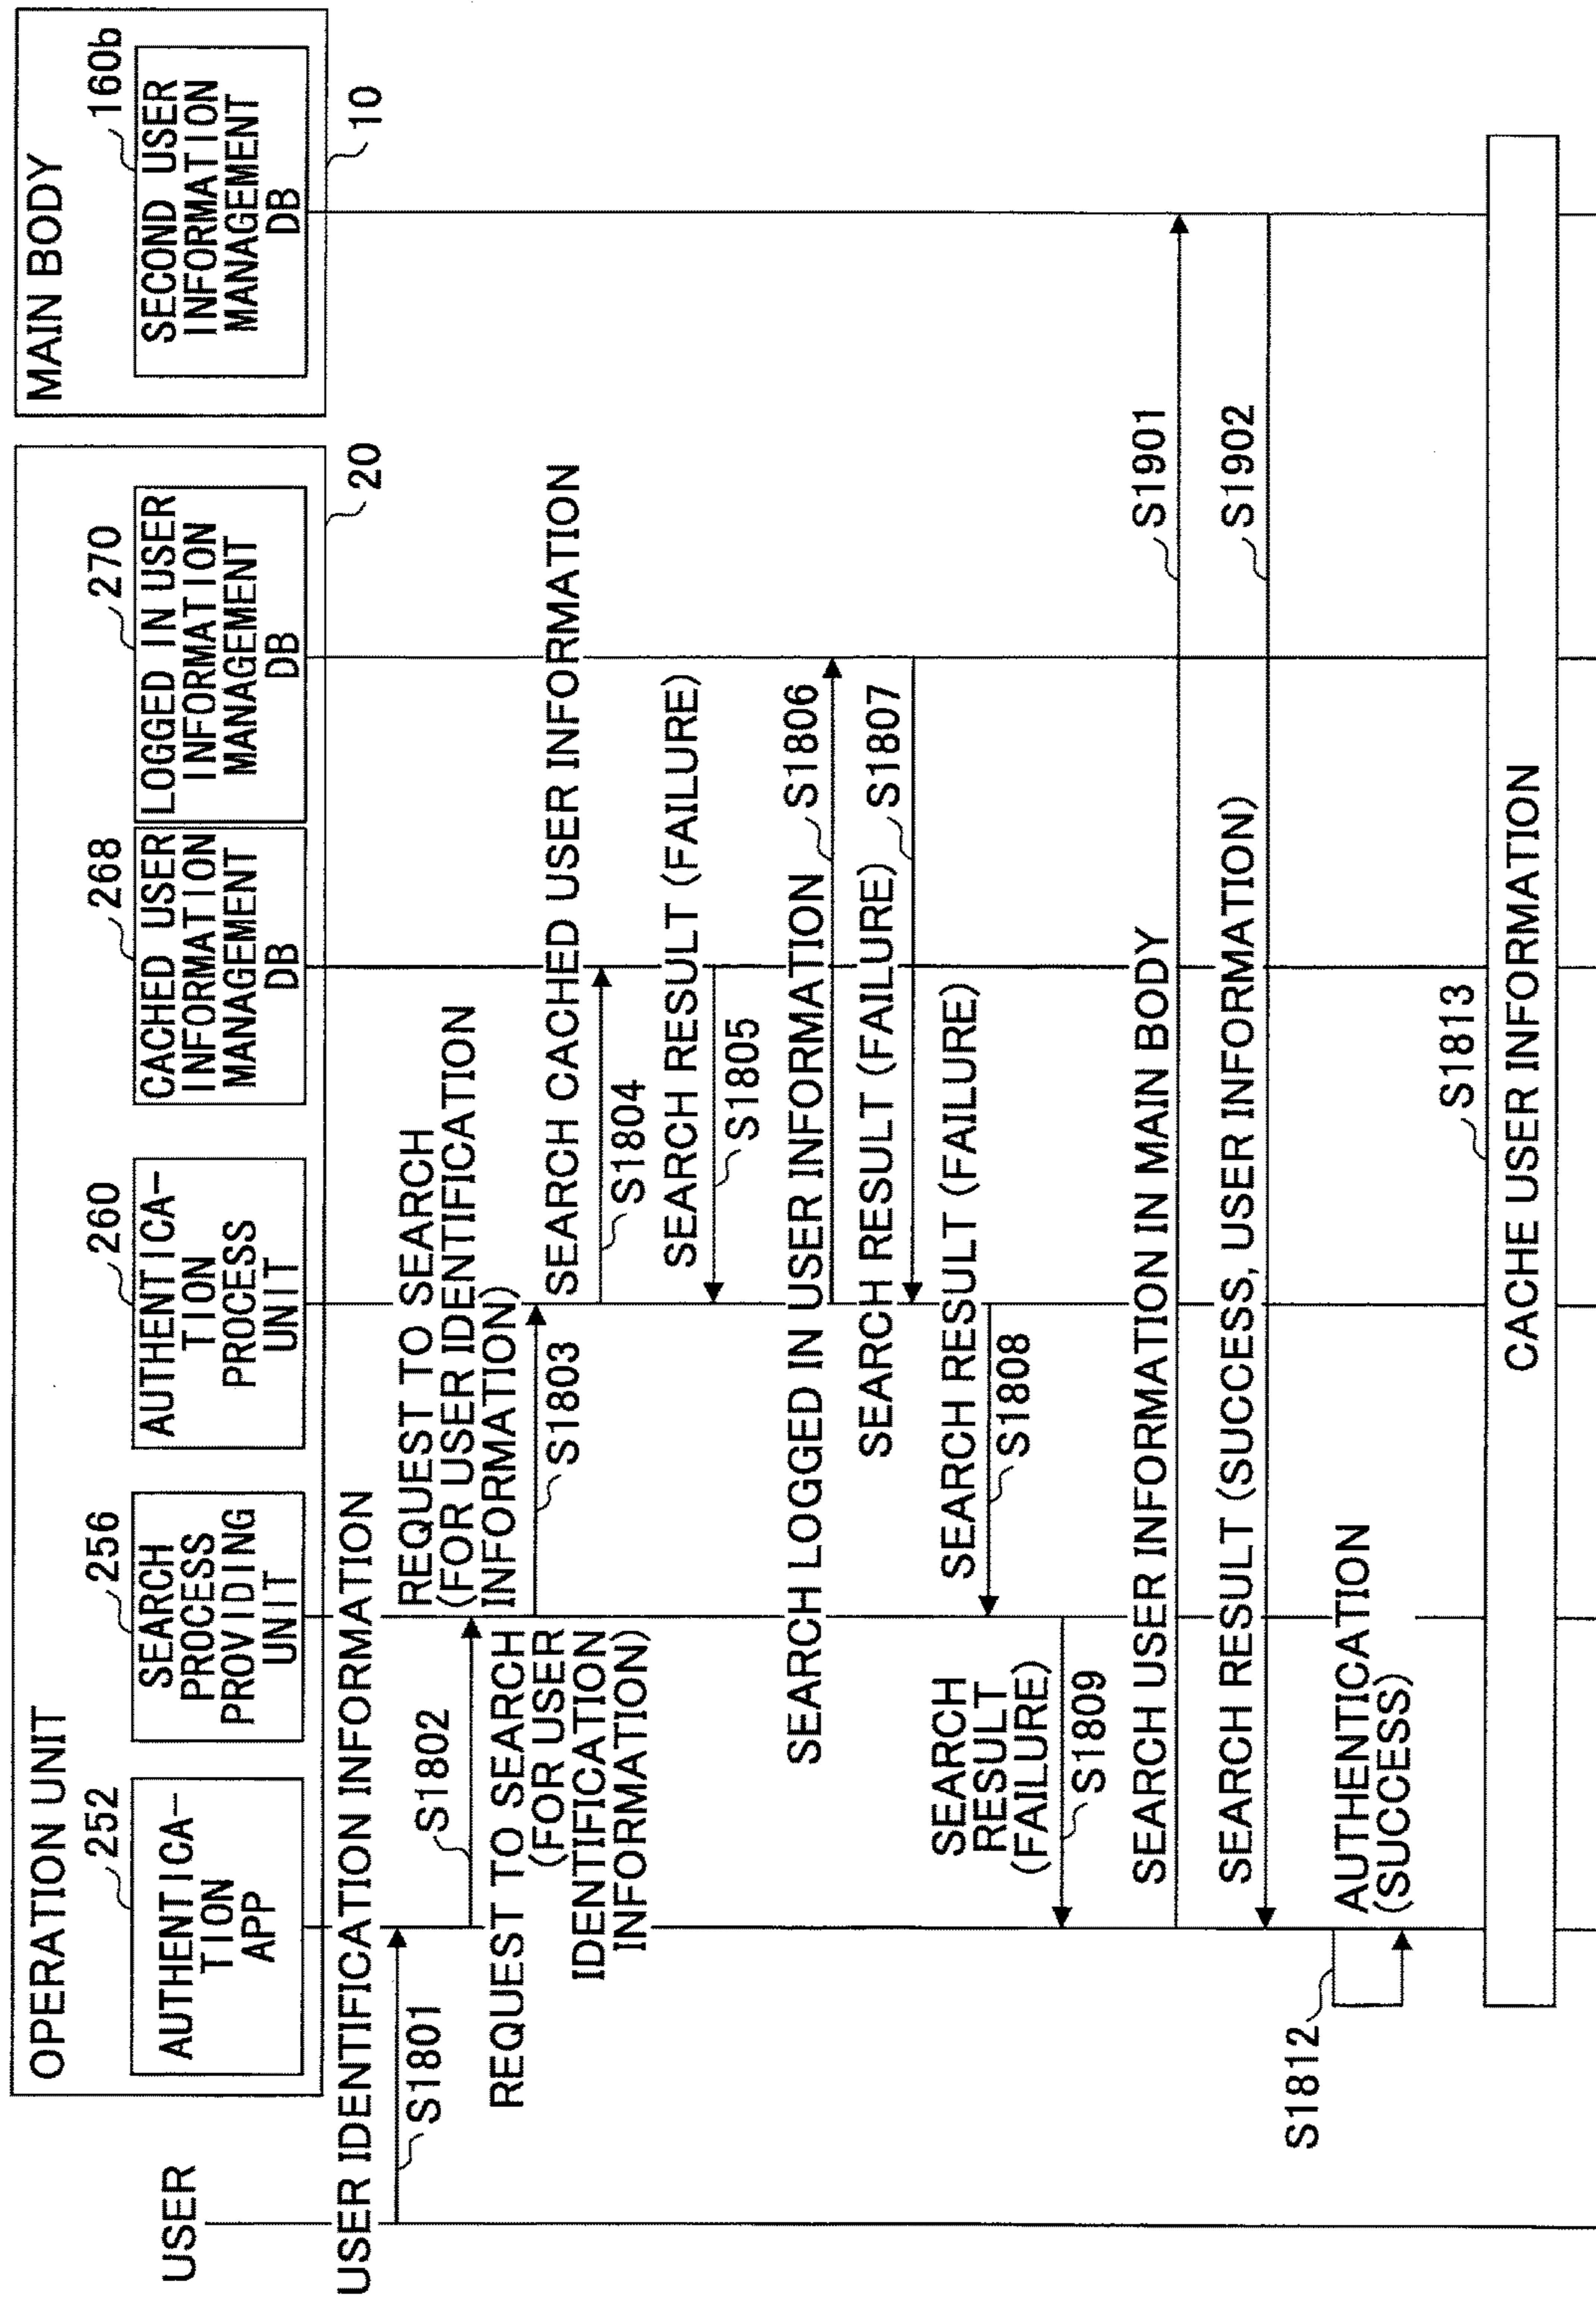 OPERATION UNIT
MAIN BODY
252
256
260
268
270
160b
USER
AUTHENTICA-
TION
APP
SEARCH
PROCESS
PROVIDING
UNIT
AUTHENTICA-
TION
PROCESS
UNIT
CACHED USER
INFORMATION
MANAGEMENT
DB
LOGGED IN USER
INFORMATION
MANAGEMENT
DB
SECOND USER
INFORMATION
MANAGEMENT
DB
20
10
USER IDENTIFICATION INFORMATION
S1801
S1802
REQUEST TO SEARCH
(FOR USER
IDENTIFICATION
INFORMATION)
REQUEST TO SEARCH
(FOR USER IDENTIFICATION
INFORMATION)
S1803
SEARCH CACHED USER INFORMATION
S1804
SEARCH RESULT (FAILURE)
S1805
SEARCH LOGGED IN USER INFORMATION
S1806
SEARCH RESULT (FAILURE)
S1807
SEARCH RESULT (FAILURE)
S1808
SEARCH
RESULT
(FAILURE)
S1809
SEARCH USER INFORMATION IN MAIN BODY
S1901
SEARCH RESULT (SUCCESS, USER INFORMATION)
S1902
S1812
AUTHENTICATION
(SUCCESS)
S1813
CACHE USER INFORMATION